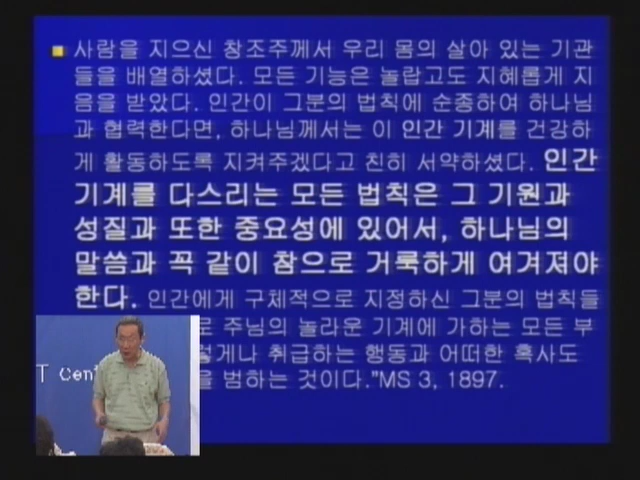 사람을 지으신 창조주께서 우리 몸의 살아 있는 기관
들을 배열하셨다. 모든 기능은 놀랍고도 지혜롭게 지
음을 받았다. 인간이 그분의 법칙에 순종하여 하나님
과 협력한다면, 하나님께서는 이 인간 기계를 건강하
게 활동하도록 지켜주겠다고 친히 서약하셨다. 인간
기계를 다스리는 모든 법칙은 그 기원과
성질과 또한 중요성에 있어서, 하나님의
말씀과 꼭 같이 참으로 거룩하게 여겨져야
한다. 인간에게 구체적으로 지정하신 그분의 법칙들
로 주님의 놀라운 기계에 가하는 모든 부
렇게나 취급하는 행동과 어떠한 혹사도
을 범하는 것이다."MS 3, 1897.
T Cent